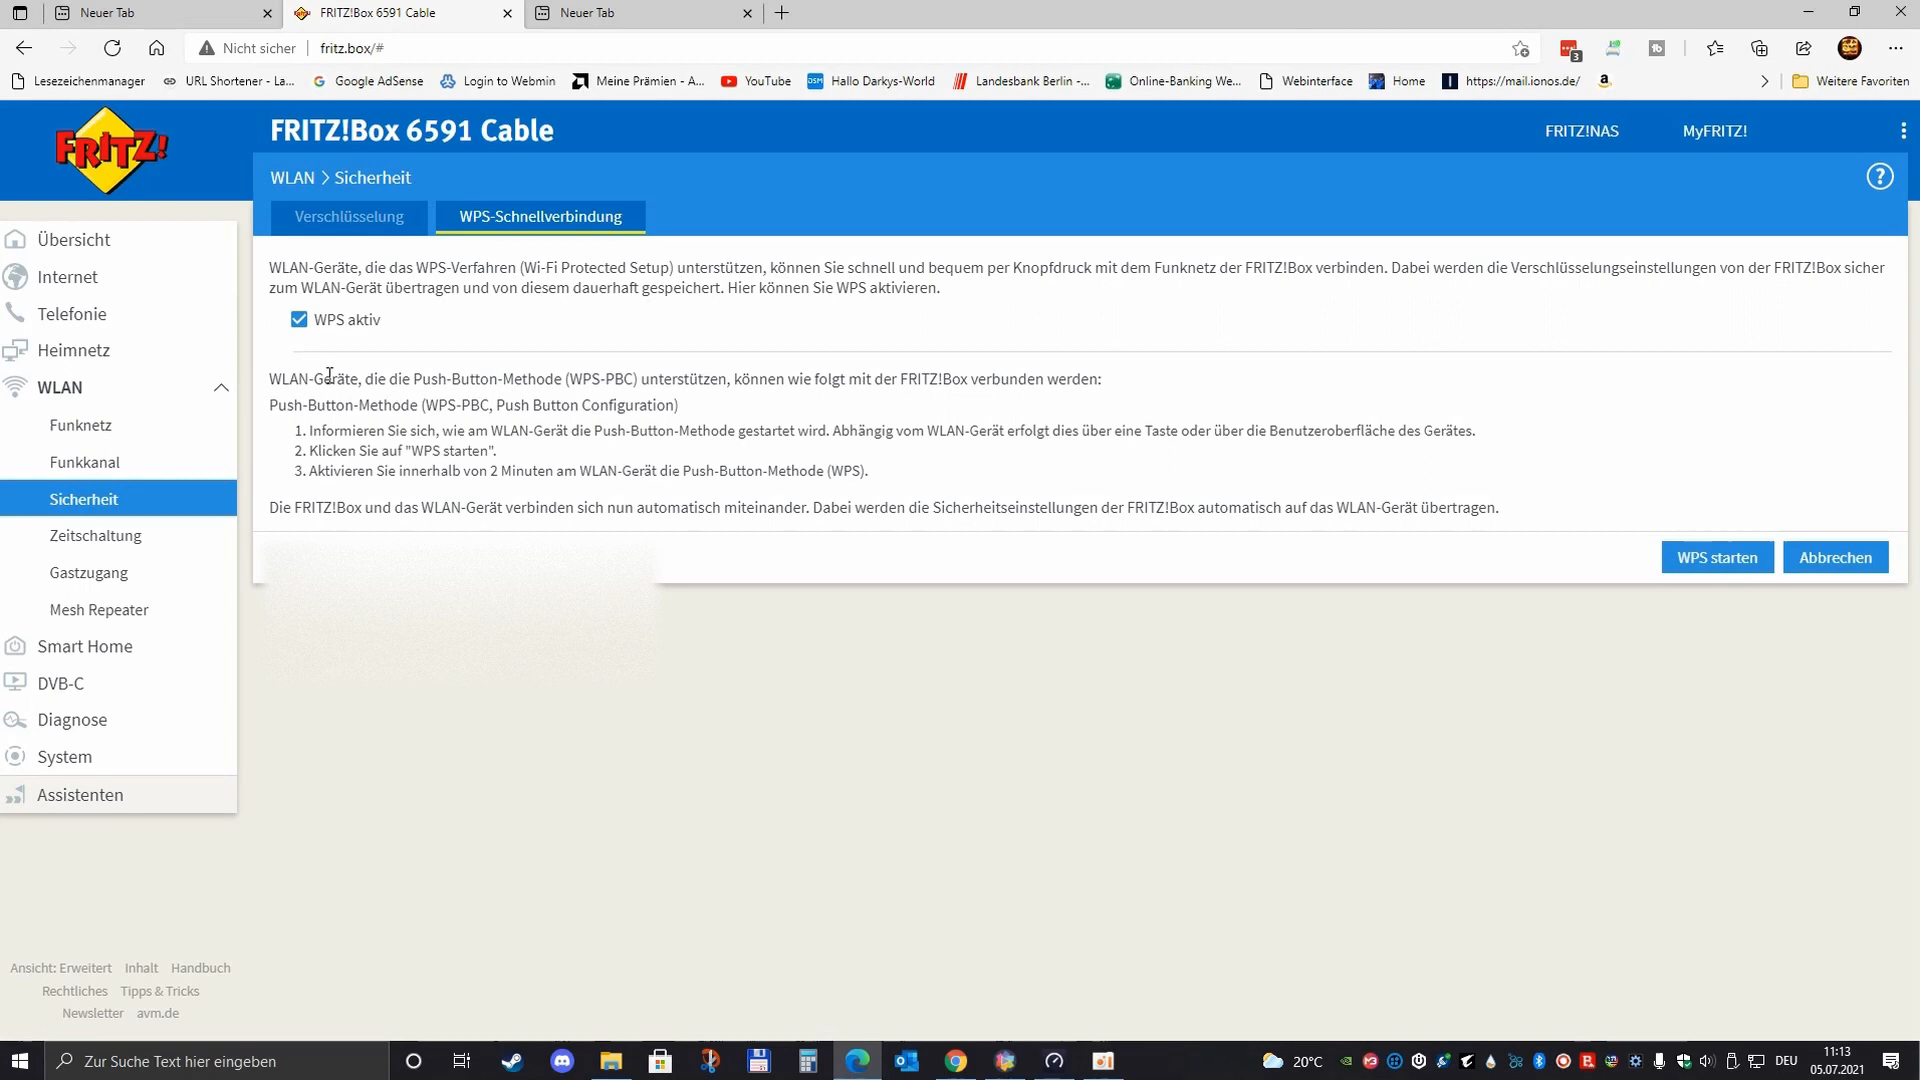 Neuer Tab
FRITZ!Box 6591 Cable
Neuer Tab
Nicht sicher
fritz.box/#
3
Lesezeichenmanager
URL Shortener - La...
Google AdSense
Login to Webmin
Meine Prämien - A...
YouTube
DSM
Hallo Darkys-World
Landesbank Berlin -...
Online-Banking We...
Webinterface
Home
https://mail.ionos.de/
Weitere Favoriten
FRITZ!
FRITZ!Box 6591 Cable
FRITZ!NAS
MyFRITZ!
WLAN > Sicherheit
?
Verschlüsselung
WPS-Schnellverbindung
Übersicht
Internet
Telefonie
Heimnetz
WLAN
Funknetz
Funkkanal
Sicherheit
Zeitschaltung
Gastzugang
Mesh Repeater
Smart Home
DVB-C
Diagnose
System
Assistenten
WLAN-Geräte, die das WPS-Verfahren (Wi-Fi Protected Setup) unterstützen, können Sie schnell und bequem per Knopfdruck mit dem Funknetz der FRITZ!Box verbinden. Dabei werden die Verschlüsselungseinstellungen von der FRITZ!Box sicher
zum WLAN-Gerät übertragen und von diesem dauerhaft gespeichert. Hier können Sie WPS aktivieren.
WPS aktiv
WLAN-Geräte, die die Push-Button-Methode (WPS-PBC) unterstützen, können wie folgt mit der FRITZ!Box verbunden werden:
Push-Button-Methode (WPS-PBC, Push Button Configuration)
1. Informieren Sie sich, wie am WLAN-Gerät die Push-Button-Methode gestartet wird. Abhängig vom WLAN-Gerät erfolgt dies über eine Taste oder über die Benutzeroberfläche des Gerätes.
2. Klicken Sie auf "WPS starten".
3. Aktivieren Sie innerhalb von 2 Minuten am WLAN-Gerät die Push-Button-Methode (WPS).
Die FRITZ!Box und das WLAN-Gerät verbinden sich nun automatisch miteinander. Dabei werden die Sicherheitseinstellungen der FRITZ!Box automatisch auf das WLAN-Gerät übertragen.
WPS starten
Abbrechen
Ansicht: Erweitert Inhalt Handbuch
Rechtliches Tipps & Tricks
Newsletter avm.de
Zur Suche Text hier eingeben
20°C
DEU
11:13
05.07.2021